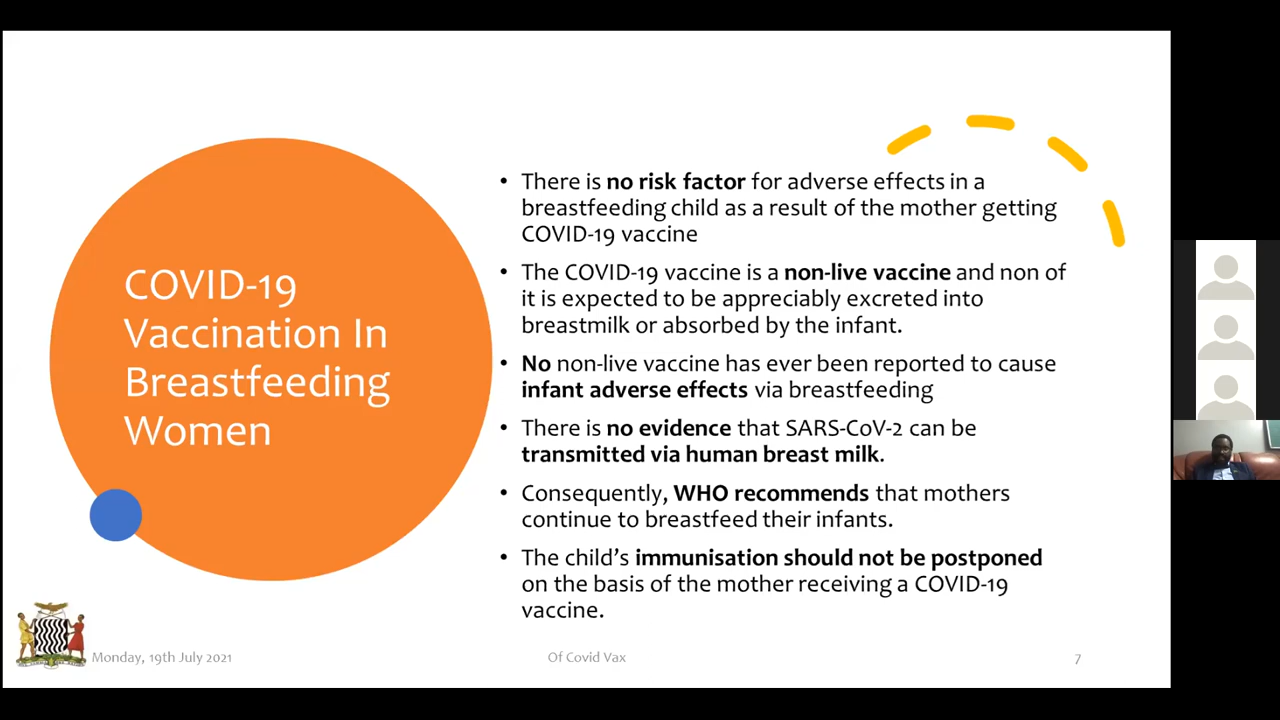 COVID-19
Vaccination In
Breastfeeding
Women
• There is no risk factor for adverse effects in a
breastfeeding child as a result of the mother getting
COVID-19 vaccine
• The COVID-19 vaccine is a non-live vaccine and non of
it is expected to be appreciably excreted into
breastmilk or absorbed by the infant.
• No non-live vaccine has ever been reported to cause
infant adverse effects via breastfeeding
• There is no evidence that SARS-CoV-2 can be
transmitted via human breast milk.
• Consequently, WHO recommends that mothers
continue to breastfeed their infants.
• The child's immunisation should not be postponed
on the basis of the mother receiving a COVID-19
vaccine.
Monday, 19th July 2021
Of Covid Vax
7